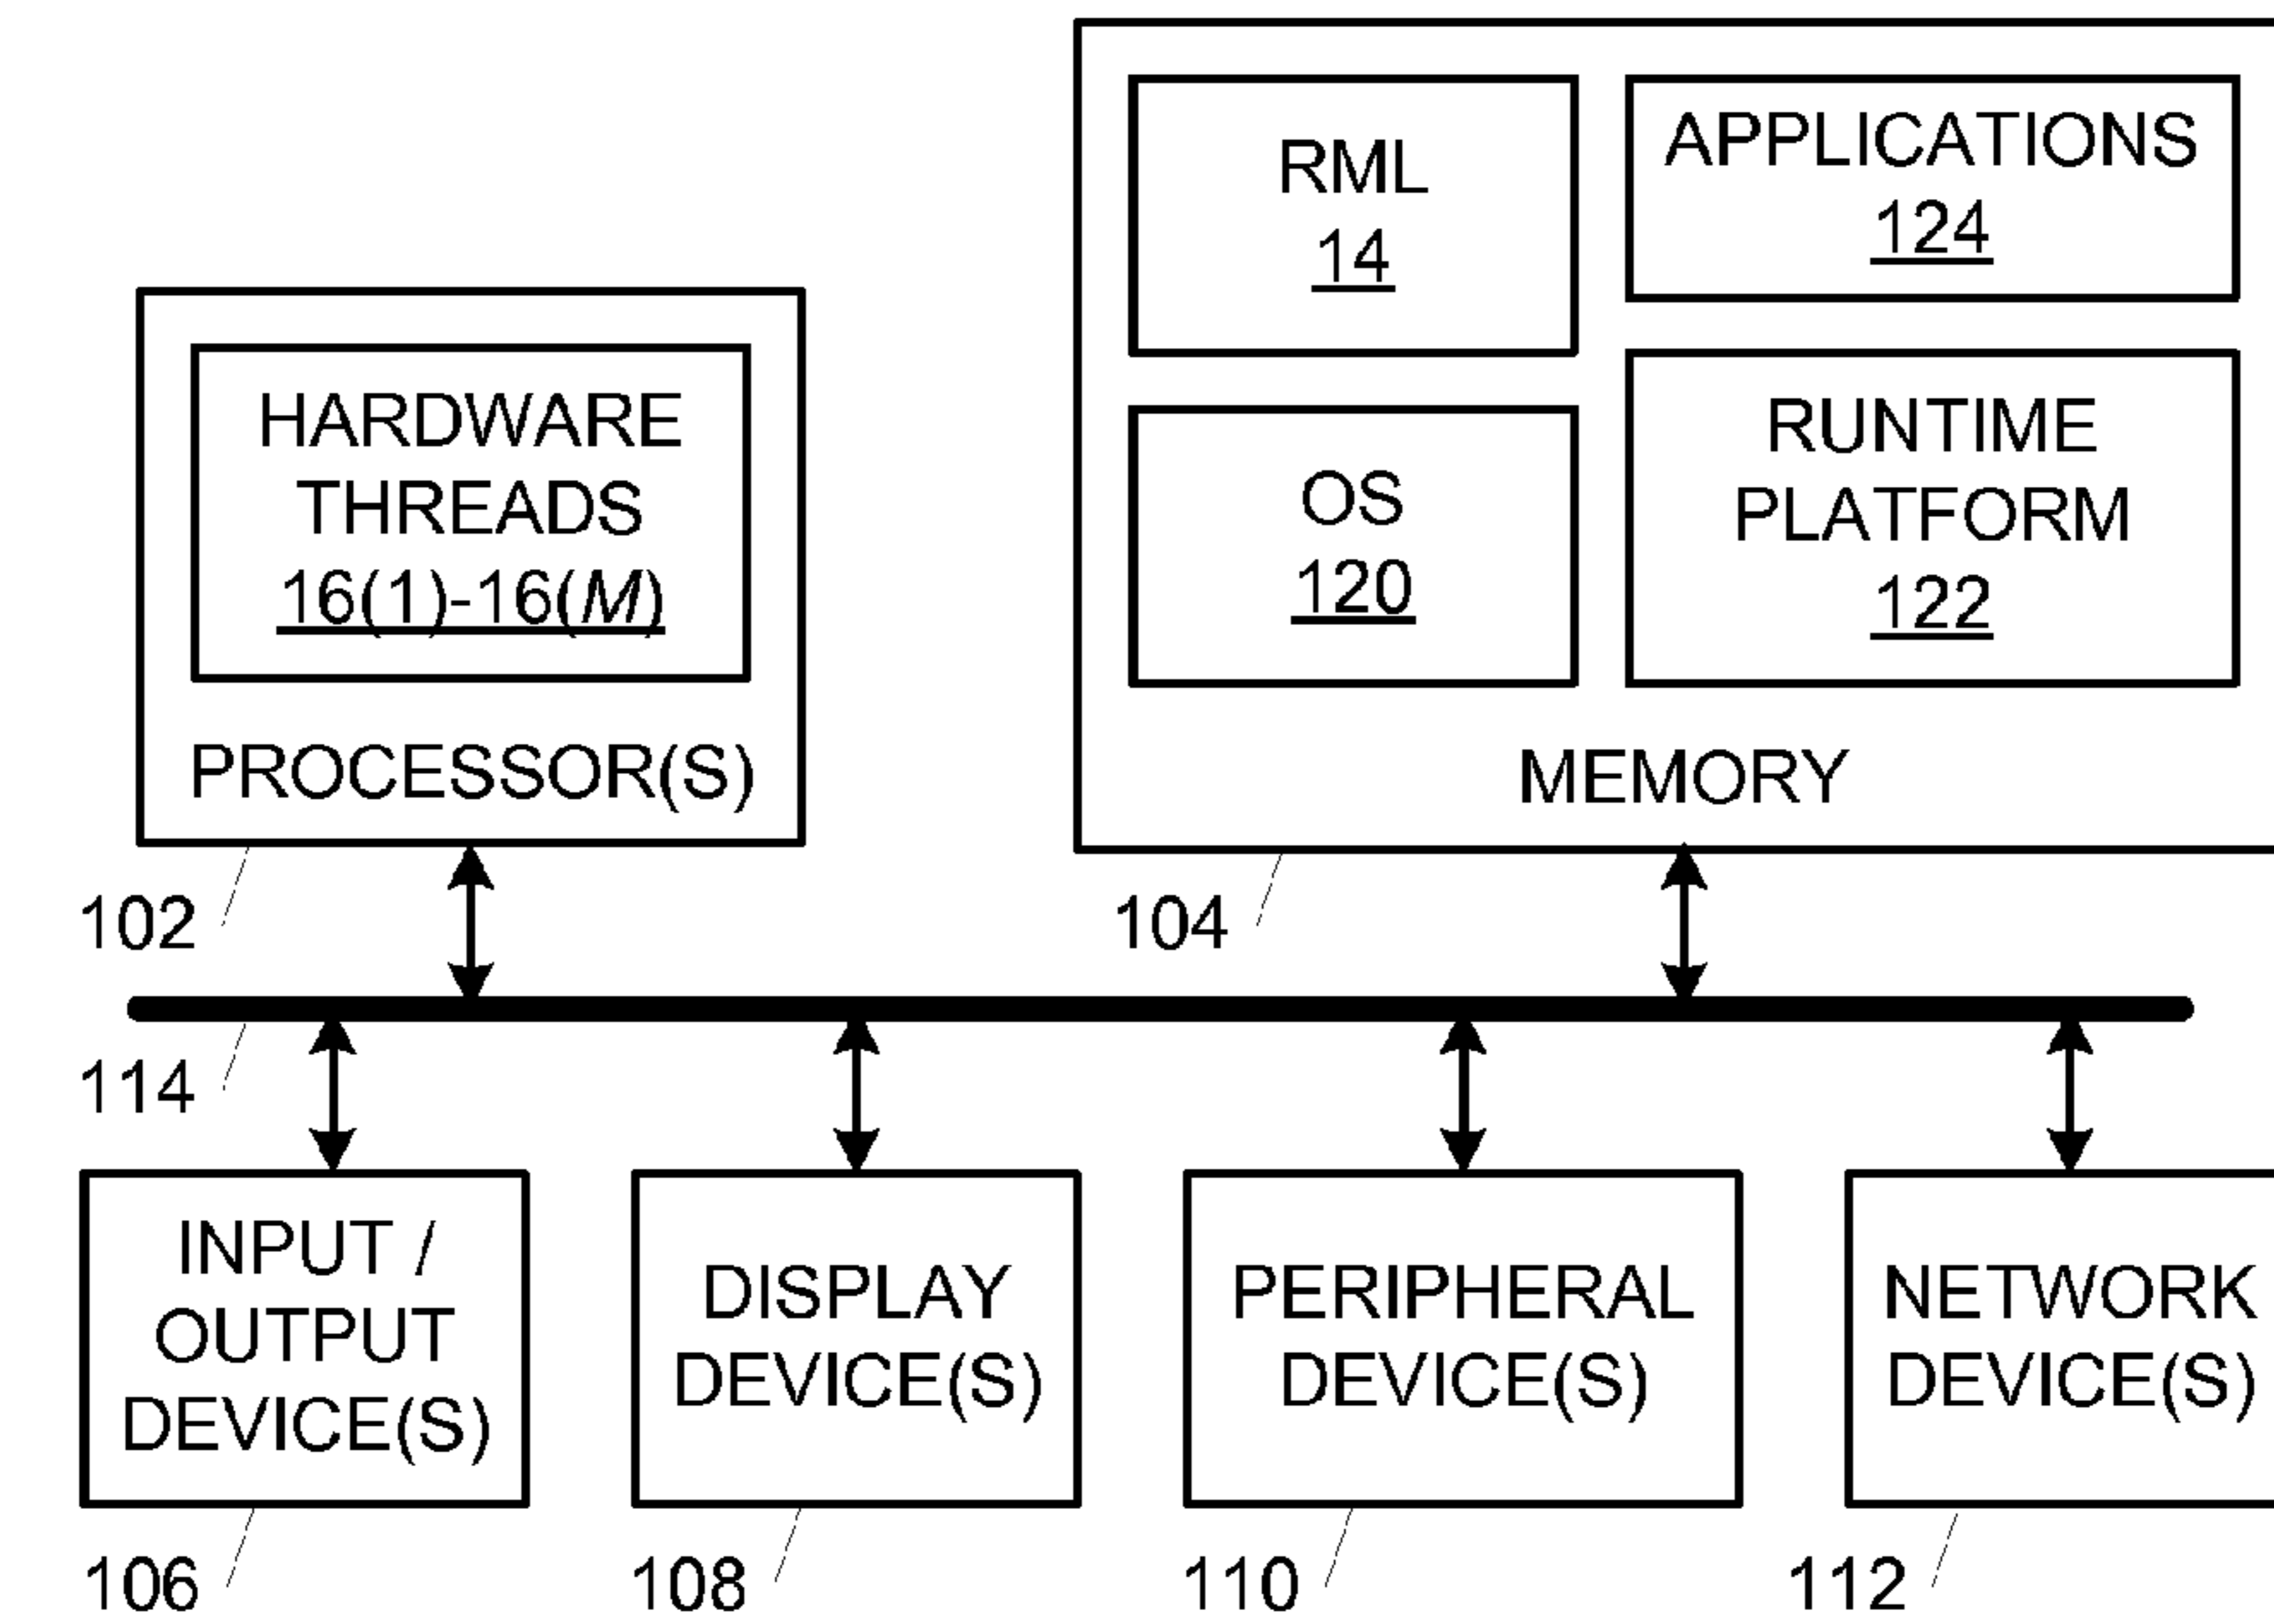 RML
14
APPLICATIONS
124
HARDWARE
THREADS
16(1)-16(M)
PROCESSOR(S)
OS
120
RUNTIME
PLATFORM
122
MEMORY
102
104
114
INPUT /
OUTPUT
DEVICE(S)
DISPLAY
DEVICE(S)
PERIPHERAL
DEVICE(S)
NETWORK
DEVICE(S)
106
108
110
112